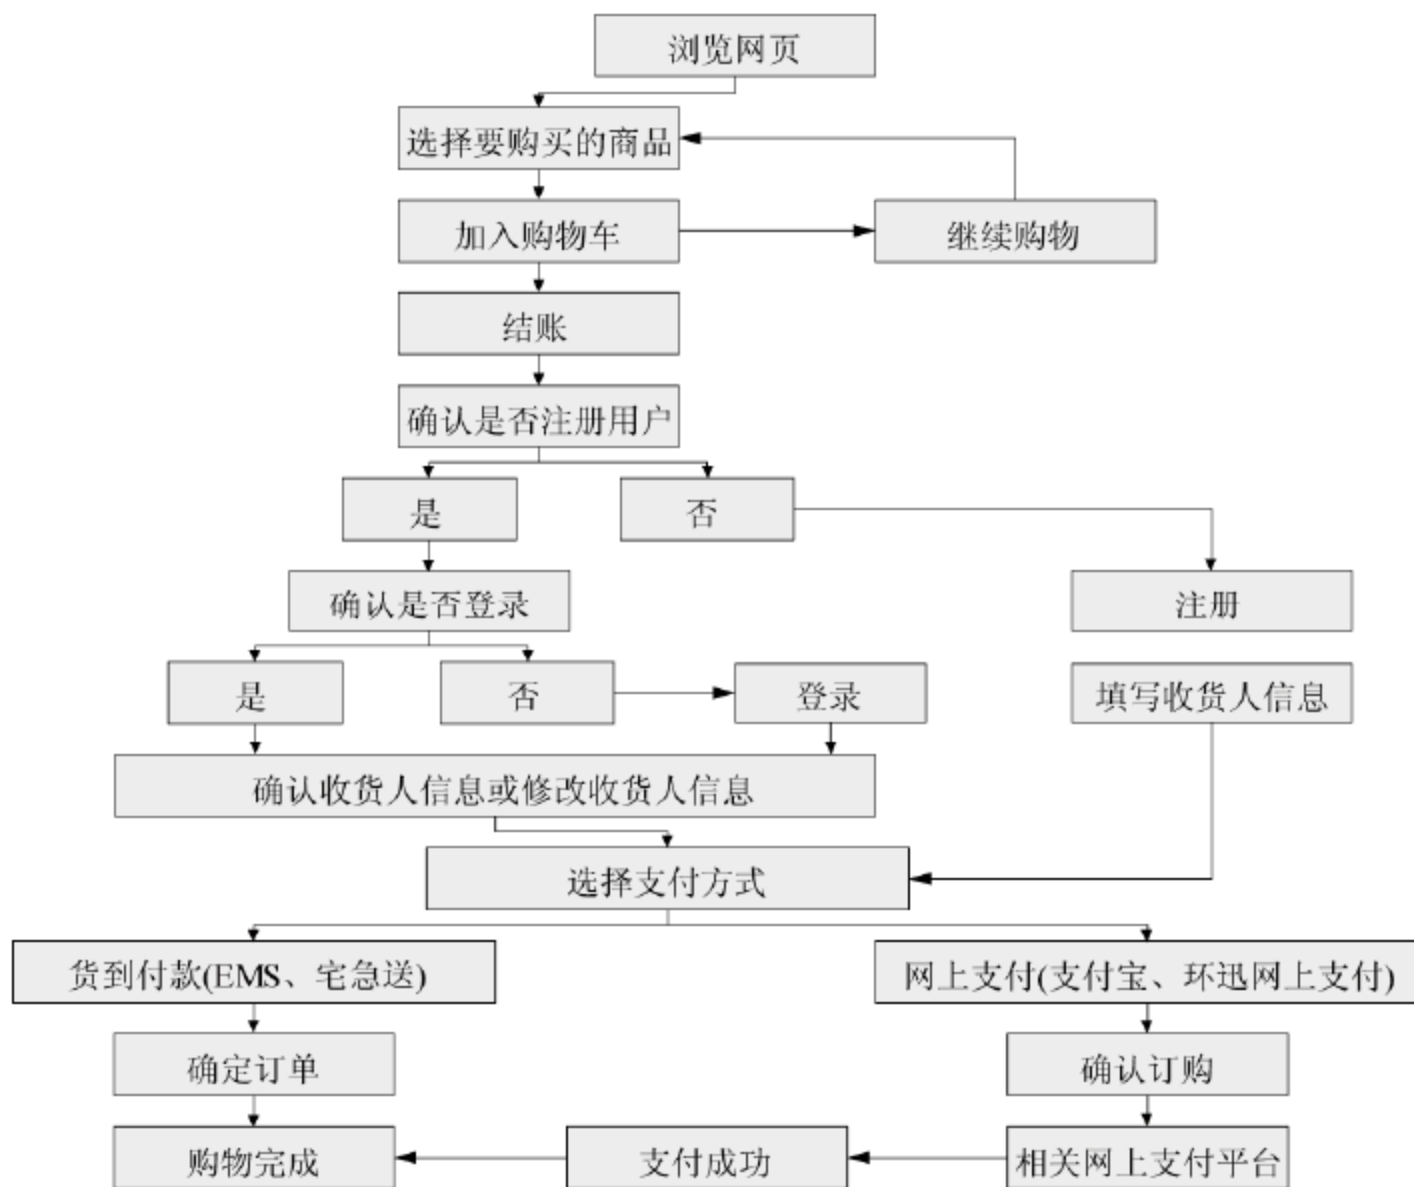 浏览网页
选择要购买的商品
加入购物车
继续购物
结账
确认是否注册用户
是
否
确认是否登录
注册
是
否
登录
填写收货人信息
确认收货人信息或修改收货人信息
选择支付方式
货到付款(EMS、宅急送)
网上支付(支付宝、环迅网上支付)
确定订单
确认订购
购物完成
支付成功
相关网上支付平台